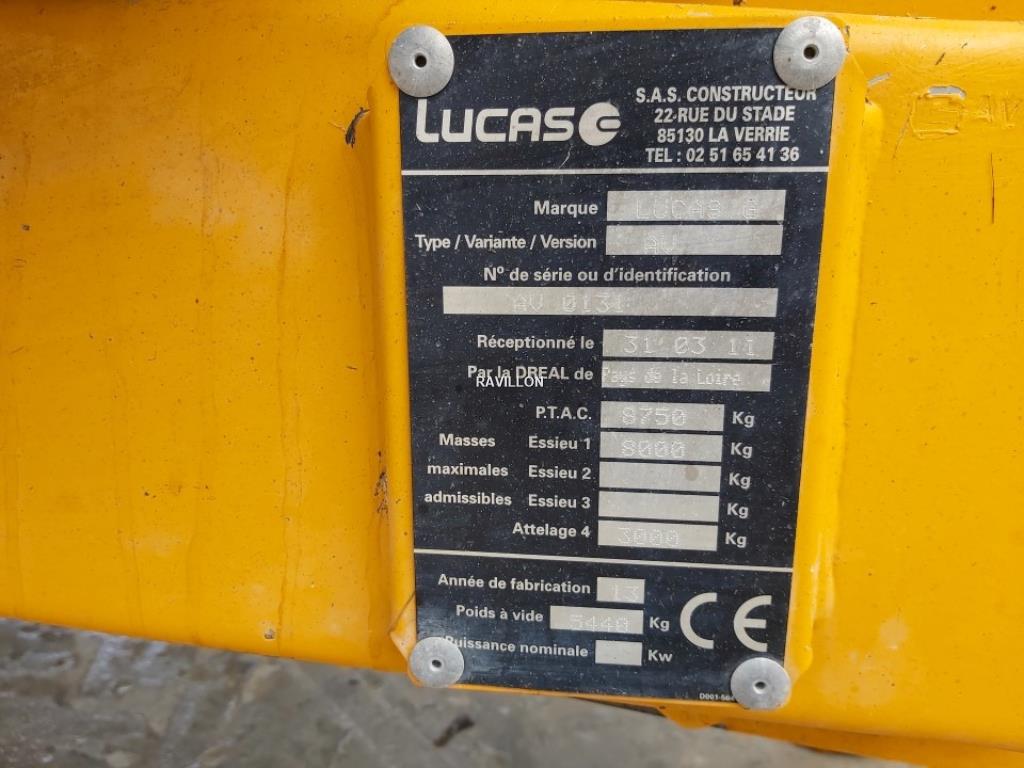 LUCAS G
S.A.S. CONSTRUCTEUR
22 RUE DU STADE
85130 LA VERRIE
TEL : 02 51 65 41 36
Marque LUCAS G
Type / Variante / Version
Nº de série ou d'identification
AV 0131
Réceptionné le 31 03 11
Par la DREAL de Pays de la Loire
RAVILLON
P.T.A.C. 8750 Kg
Masses maximales admissibles
Essieu 1 8000 Kg
Essieu 2 Kg
Essieu 3 Kg
Attelage 4 3000 Kg
Année de fabrication 13
Poids à vide 5440 Kg
Puissance nominale Kw
CE